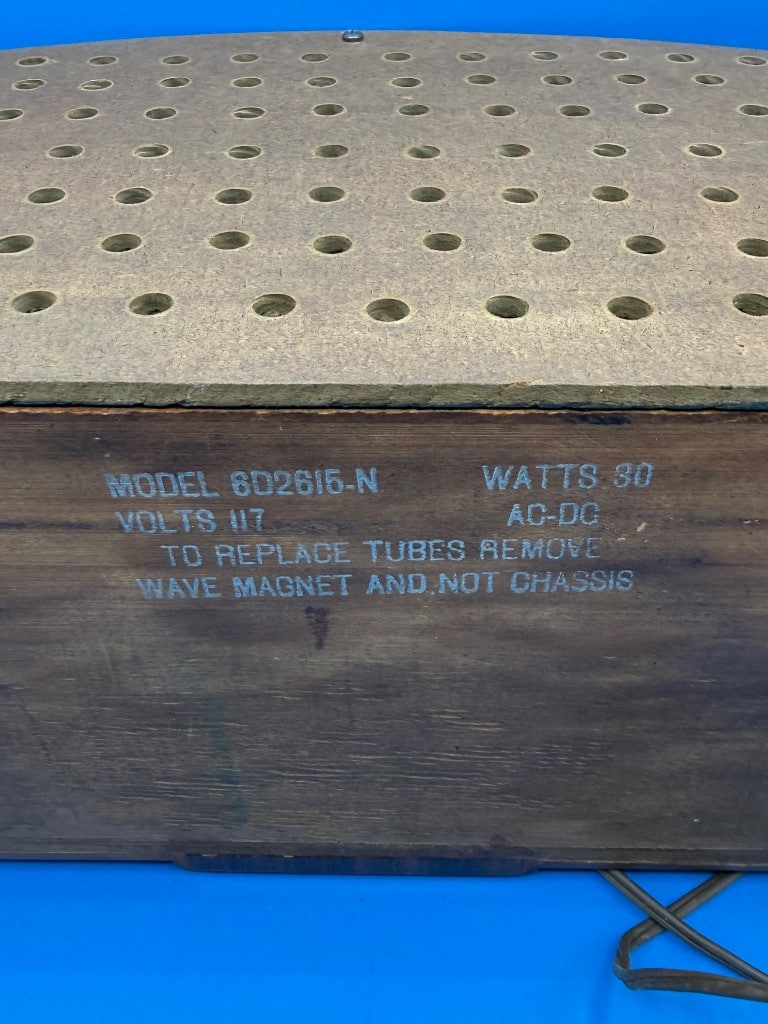 MODEL 6D2615-N WATTS 30
VOLTS 117 AC-DC
TO REPLACE TUBES REMOVE
WAVE MAGNET AND NOT CHASSIS